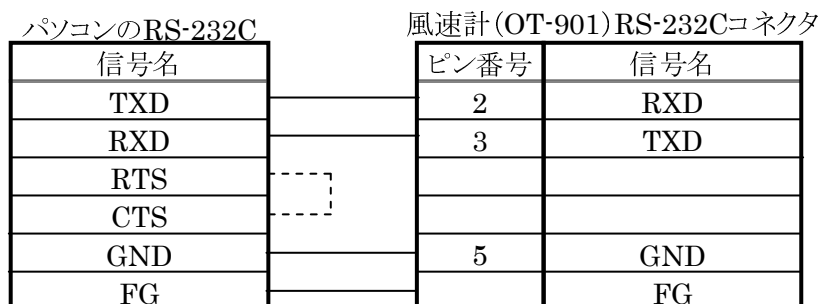 パソコンのRS-232C 風速計(OT-901)RS-232Cコネクタ
信号名 ピン番号 信号名
TXD 2 RXD
RXD 3 TXD
RTS
CTS
GND 5 GND
FG FG